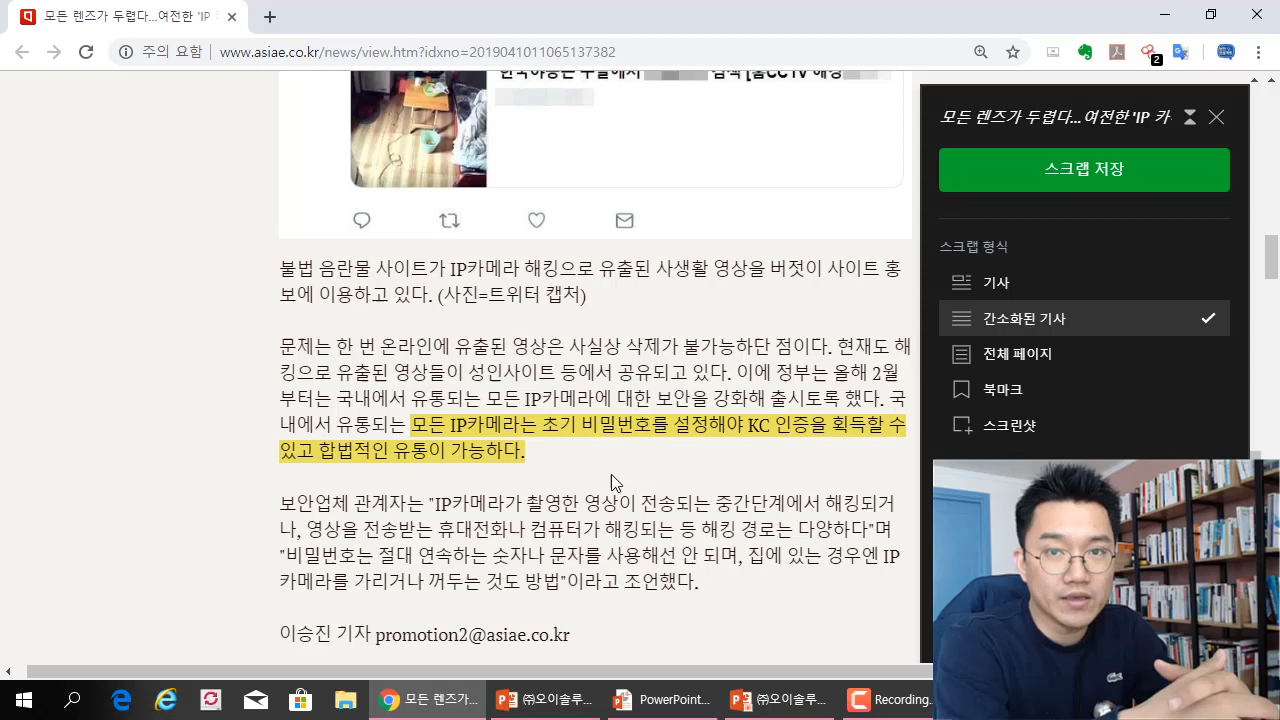 모든 렌즈가 두렵다...여전한 'IP
주의 요함
www.asiae.co.kr/news/view.htm?idxno=2019041011065137382
2
검색 [홈CCTV 해킹
불법 음란물 사이트가 IP카메라 해킹으로 유출된 사생활 영상을 버젓이 사이트 홍
보에 이용하고 있다. (사진=트위터 캡처)
문제는 한 번 온라인에 유출된 영상은 사실상 삭제가 불가능하단 점이다. 현재도 해
킹으로 유출된 영상들이 성인사이트 등에서 공유되고 있다. 이에 정부는 올해 2월
부터는 국내에서 유통되는 모든 IP카메라에 대한 보안을 강화해 출시토록 했다. 국
내에서 유통되는 모든 IP카메라는 초기 비밀번호를 설정해야 KC 인증을 획득할 수
있고 합법적인 유통이 가능하다.
보안업체 관계자는 "IP카메라가 촬영한 영상이 전송되는 중간단계에서 해킹되거
나, 영상을 전송받는 휴대전화나 컴퓨터가 해킹되는 등 해킹 경로는 다양하다"며
"비밀번호는 절대 연속하는 숫자나 문자를 사용해선 안 되며, 집에 있는 경우엔 IP
카메라를 가리거나 꺼두는 것도 방법"이라고 조언했다.
이승진 기자 promotion2@asiae.co.kr
모든 렌즈가 두렵다...여전한 'IP 카
스크랩 저장
스크랩 형식
기사
간소화된 기사
전체 페이지
북마크
스크린샷
모든 렌즈가...
㈜오이솔루...
PowerPoint...
㈜오이솔루...
Recording...